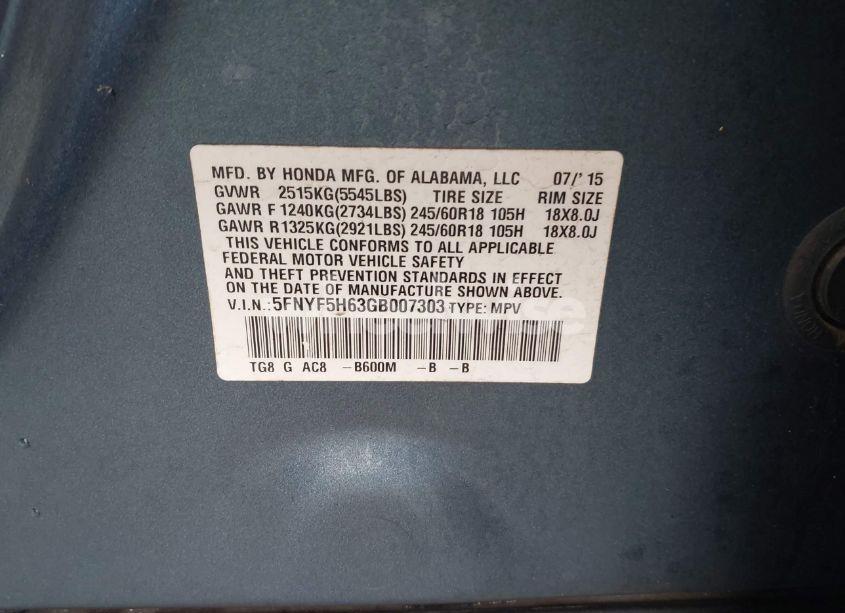 MFD. BY HONDA MFG. OF ALABAMA, LLC 07/'15
GVWR 2515KG(5545LBS) TIRE SIZE RIM SIZE
GAWR F 1240KG(2734LBS) 245/60R18 105H 18X8.0J
GAWR R1325KG(2921LBS) 245/60R18 105H 18X8.0J
THIS VEHICLE CONFORMS TO ALL APPLICABLE
FEDERAL MOTOR VEHICLE SAFETY
AND THEFT PREVENTION STANDARDS IN EFFECT
ON THE DATE OF MANUFACTURE SHOWN ABOVE.
V.I.N.:5FNYF5H63GB007303 TYPE: MPV
TG8 G AC8 -B600M -B -B